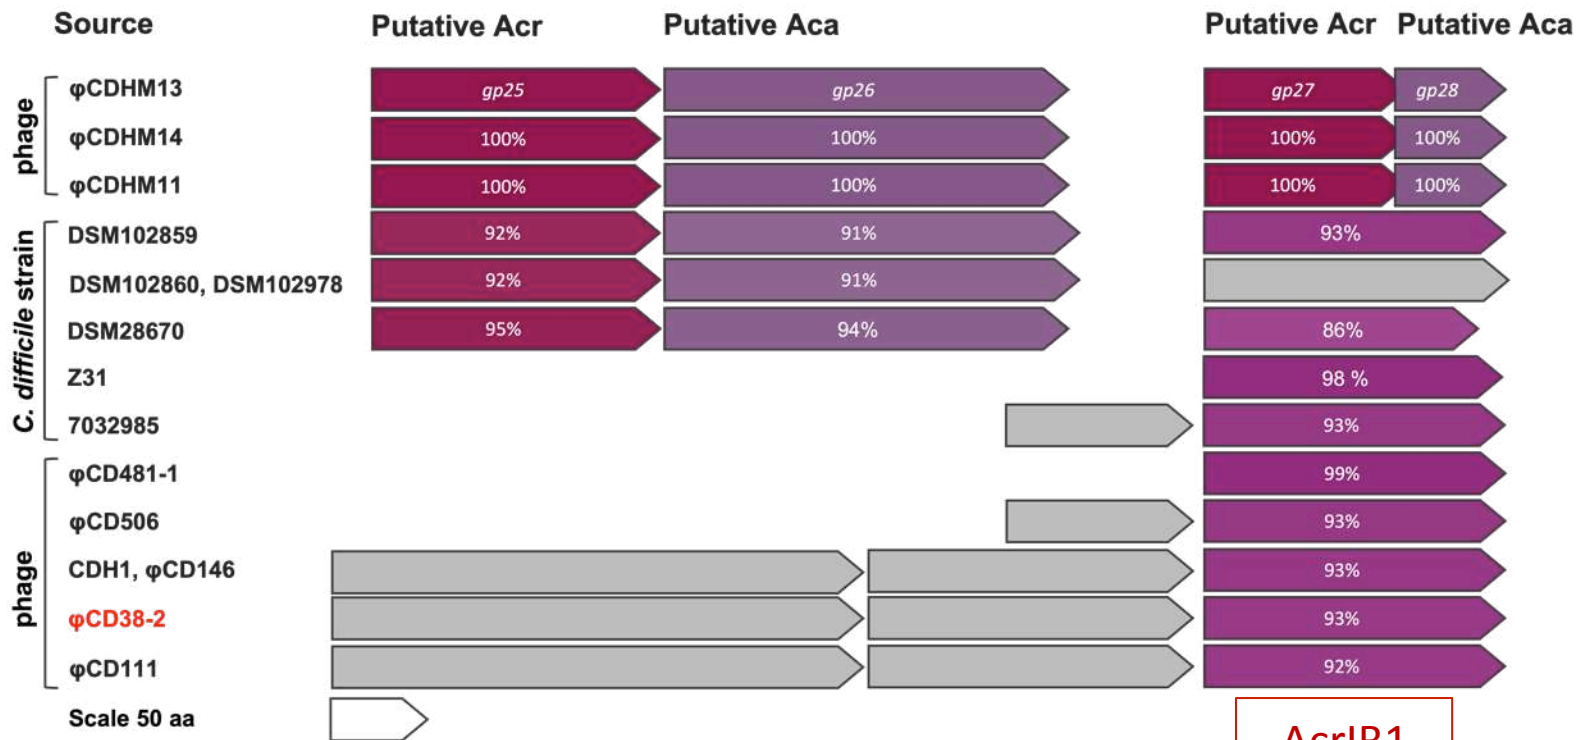 Source Putative Acr Putative Aca Putative Acr Putative Aca
phage
φCDHM13 gp25 gp26 gp27 gp28
φCDHM14 100% 100% 100% 100%
φCDHM11 100% 100% 100% 100%
C. difficile strain
DSM102859 92% 91% 93%
DSM102860, DSM102978 92% 91%
DSM28670 95% 94% 86%
Z31 98 %
7032985 93%
phage
φCD481-1 99%
φCD506 93%
CDH1, φCD146 93%
φCD38-2 93%
φCD111 92%
Scale 50 aa
AcrIB1